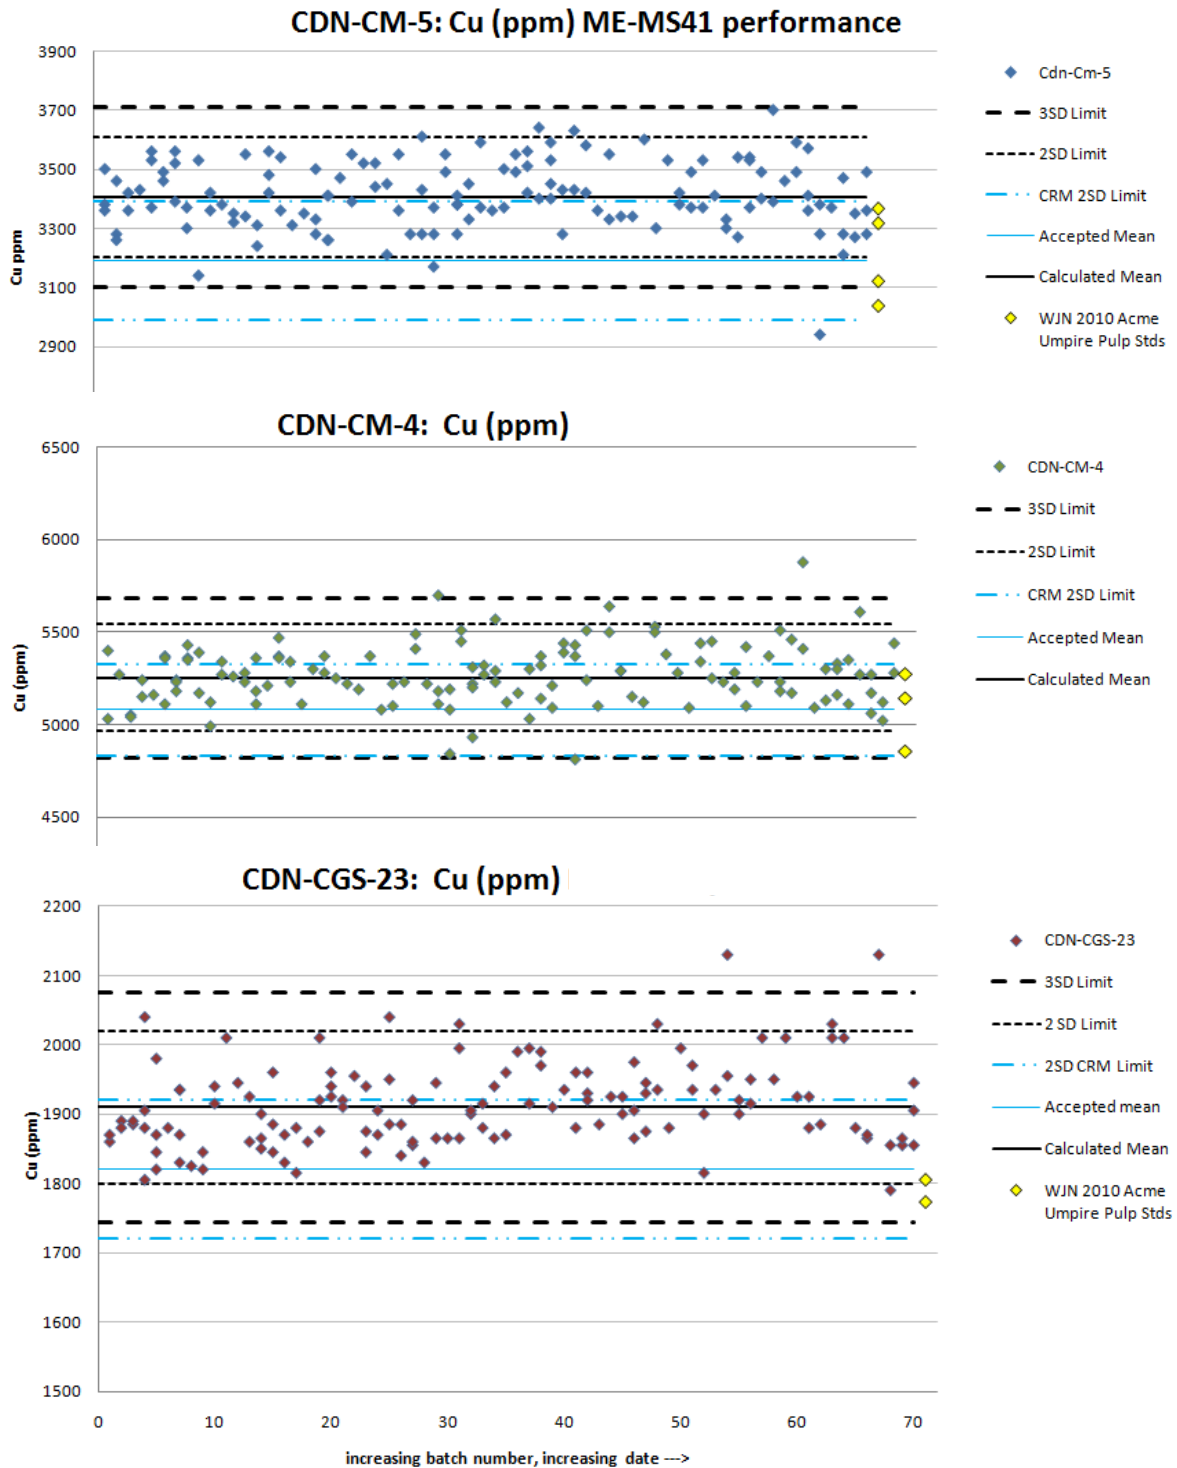 CDN-CM-5: Cu (ppm) ME-MS41 performance
3900
3700
3500
3300
3100
2900
Cu ppm
Cdn-Cm-5
3SD Limit
2SD Limit
CRM 2SD Limit
Accepted Mean
Calculated Mean
WJN 2010 Acme
Umpire Pulp Stds
CDN-CM-4: Cu (ppm)
6500
6000
5500
5000
4500
Cu (ppm)
CDN-CM-4
3SD Limit
2SD Limit
CRM 2SD Limit
Accepted Mean
Calculated Mean
CDN-CGS-23: Cu (ppm)
2200
2100
2000
1900
1800
1700
1600
1500
Cu (ppm)
0
10
20
30
40
50
60
70
increasing batch number, increasing date --->
CDN-CGS-23
3SD Limit
2 SD Limit
2SD CRM Limit
Accepted mean
Calculated Mean
WJN 2010 Acme
Umpire Pulp Stds